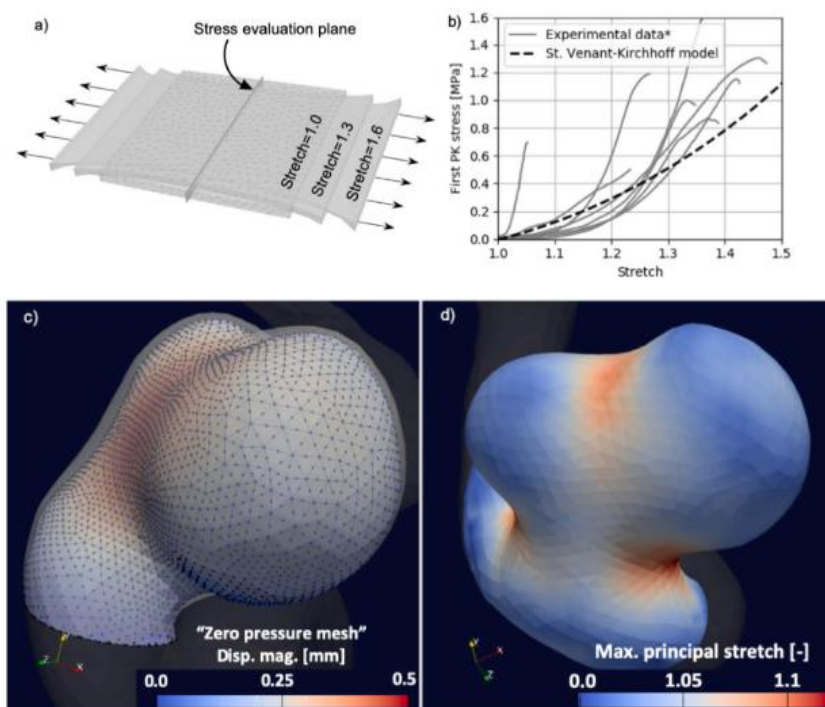 a)
Stress evaluation plane
Stretch=1.0
Stretch=1.3
Stretch=1.6
b)
1.6
1.4
1.2
1.0
0.8
0.6
0.4
0.2
0.0
First PK stress [MPa]
Experimental data*
St. Venant-Kirchhoff model
1.0 1.1 1.2 1.3 1.4 1.5
Stretch
c)
Y
Z X
"Zero pressure mesh"
Disp. mag. [mm]
0.0 0.25 0.5
d)
Y
X
Z
Max. principal stretch [-]
0.0 1.05 1.1